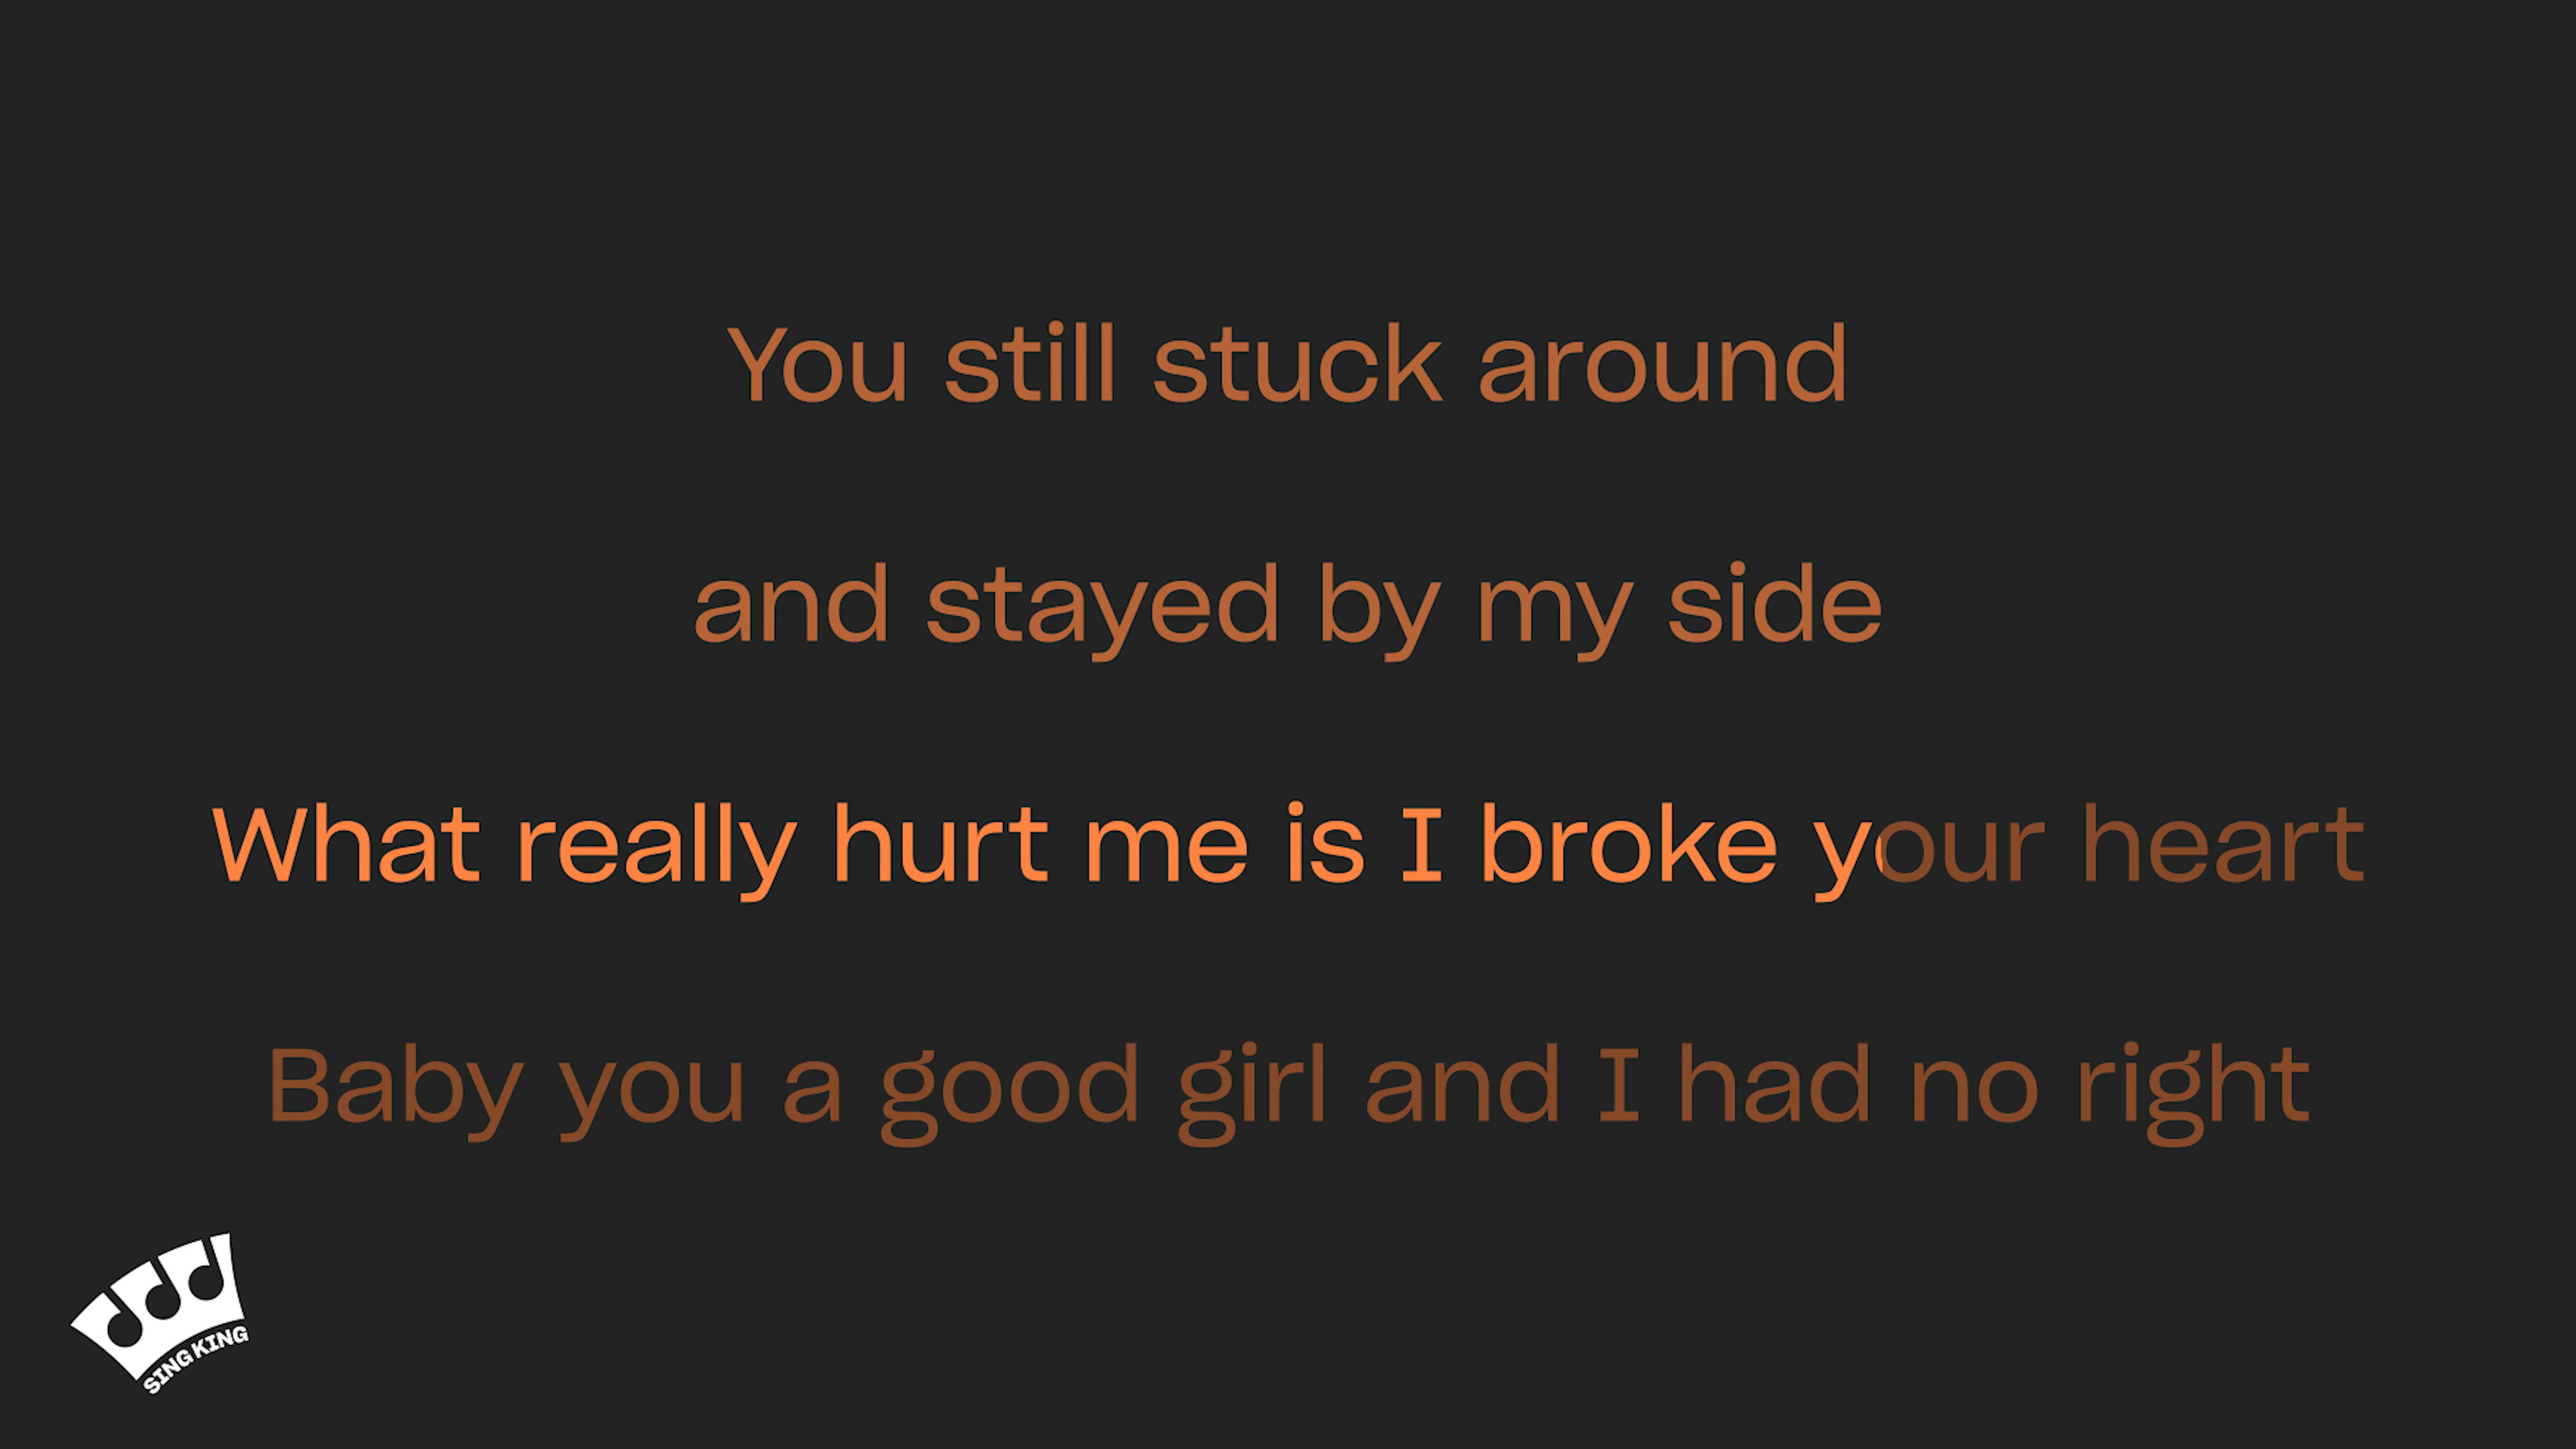 You still stuck around
and stayed by my side
What really hurt me is I broke your heart
Baby you a good girl and I had no right
SING KING